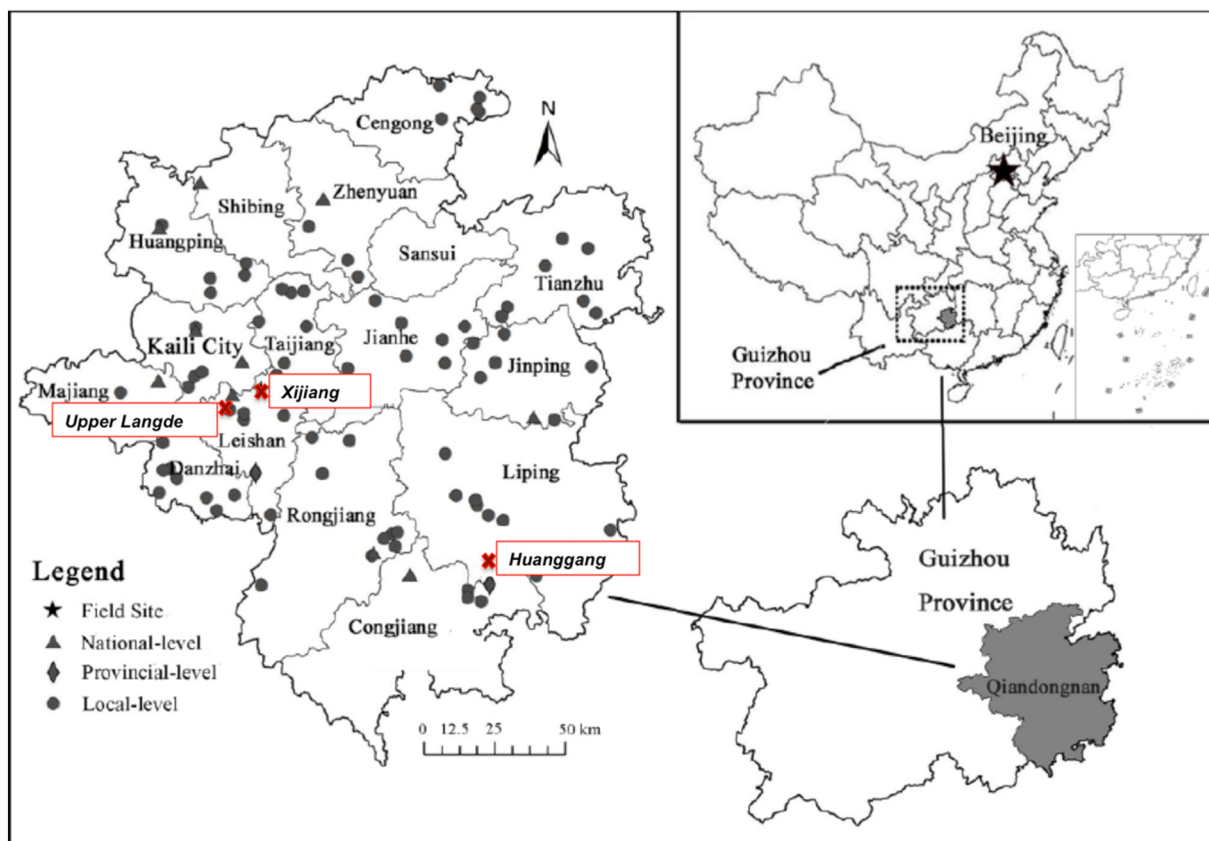 Cengong
N
Zhenyuan
Shibing
Huangping
Sansui
Tianzhu
Kaili City
Taijiang
Jianhe
Jinping
Majiang
Xijiang
Upper Langde
Leishan
Danzhai
Liping
Rongjiang
Huanggang
Congjiang
Legend
Field Site
National-level
Provincial-level
Local-level
0 12.5 25 50 km
Beijing
Guizhou
Province
Guizhou
Province
Qiandongnan